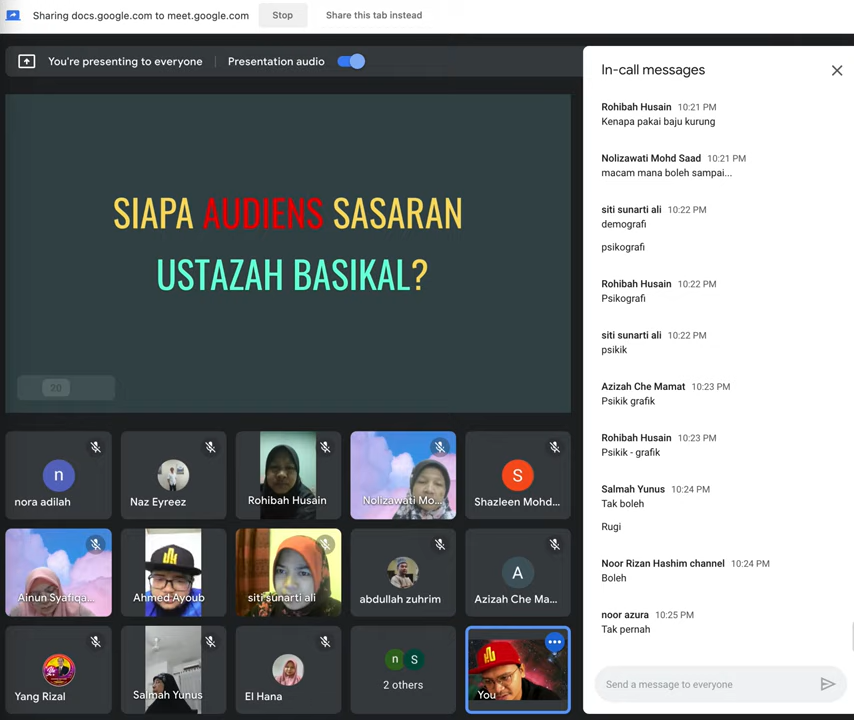 Sharing docs.google.com to meet.google.com
Stop
Share this tab instead
You're presenting to everyone
Presentation audio
SIAPA AUDIENS SASARAN
USTAZAH BASIKAL?
20
n
nora adilah
Naz Eyreez
Rohibah Husain
Nolizawati Mo...
S
Shazleen Mohd...
Ainun Syafiqa...
Ahmed Ayoub
siti sunarti ali
abdullah zuhrim
A
Azizah Che Ma...
Yang Rizal
Salmah Yunus
El Hana
n S
2 others
You
In-call messages
Rohibah Husain 10:21 PM
Kenapa pakai baju kurung
Nolizawati Mohd Saad 10:21 PM
macam mana boleh sampai...
siti sunarti ali 10:22 PM
demografi
psikografi
Rohibah Husain 10:22 PM
Psikografi
siti sunarti ali 10:22 PM
psikik
Azizah Che Mamat 10:23 PM
Psikik grafik
Rohibah Husain 10:23 PM
Psikik - grafik
Salmah Yunus 10:24 PM
Tak boleh
Rugi
Noor Rizan Hashim channel 10:24 PM
Boleh
noor azura 10:25 PM
Tak pernah
Send a message to everyone